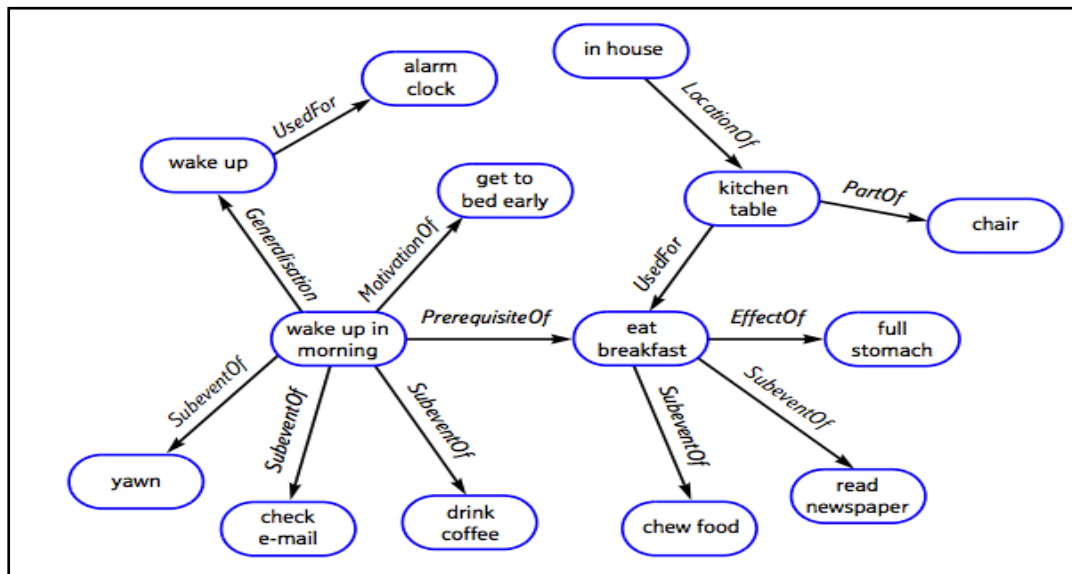 in house
alarm
clock
UsedFor
LocationOf
wake up
get to
bed early
kitchen
table
PartOf
chair
Generalisation
MotivationOf
UsedFor
wake up in
morning
PrerequisiteOf
eat
breakfast
EffectOf
full
stomach
SubeventOf
SubeventOf
SubeventOf
SubeventOf
SubeventOf
yawn
check
e-mail
drink
coffee
chew food
read
newspaper